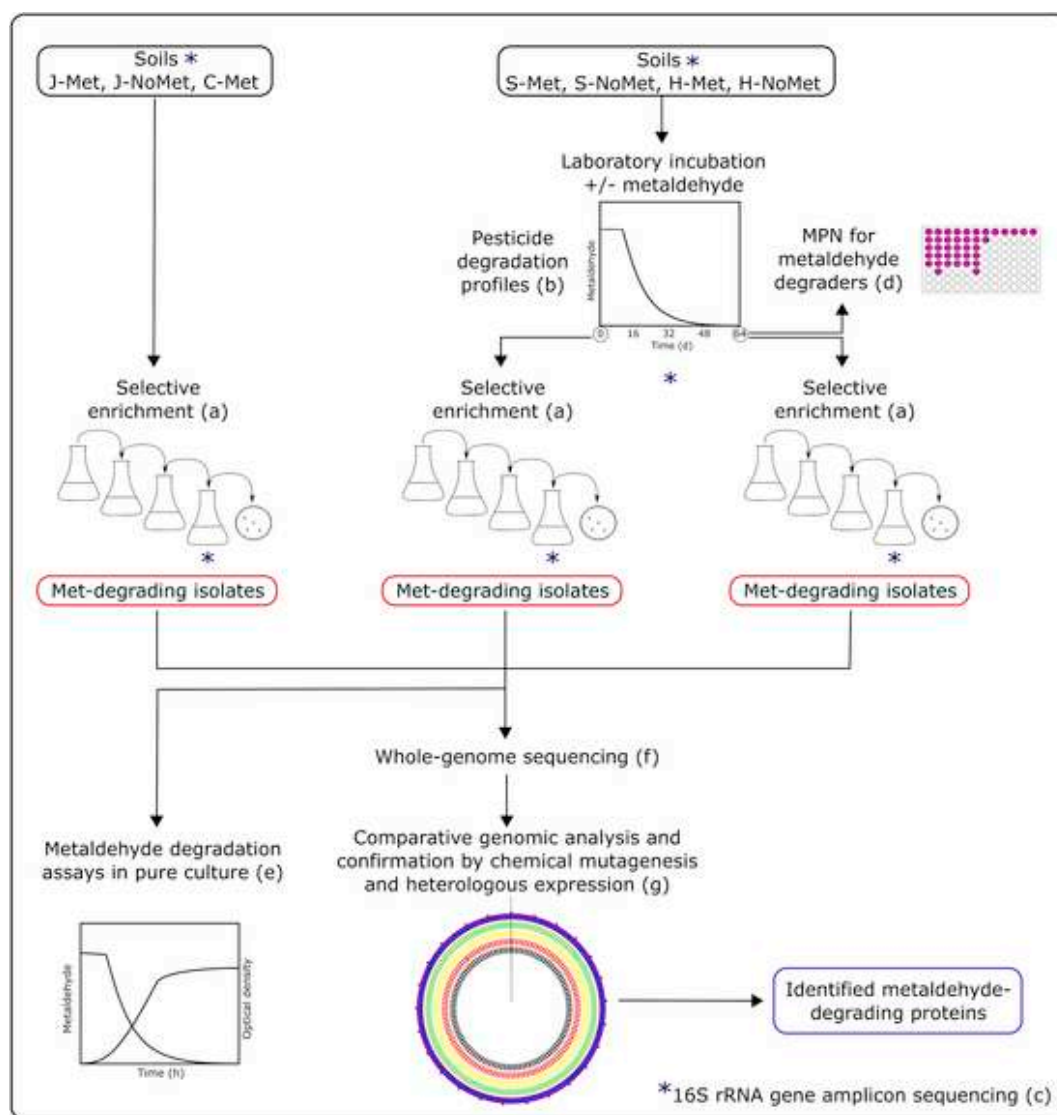 Soils *
J-Met, J-NoMet, C-Met
Soils *
S-Met, S-NoMet, H-Met, H-NoMet
Laboratory incubation
+/- metaldehyde
Pesticide
degradation
profiles (b)
Metaldehyde
0 16 32 48 64
Time (d)
MPN for
metaldehyde
degraders (d)
*
Selective
enrichment (a)
Selective
enrichment (a)
Selective
enrichment (a)
*
*
*
Met-degrading isolates
Met-degrading isolates
Met-degrading isolates
Whole-genome sequencing (f)
Metaldehyde degradation
assays in pure culture (e)
Comparative genomic analysis and
confirmation by chemical mutagenesis
and heterologous expression (g)
Metaldehyde
Optical density
Time (h)
Identified metaldehyde-
degrading proteins
*16S rRNA gene amplicon sequencing (c)